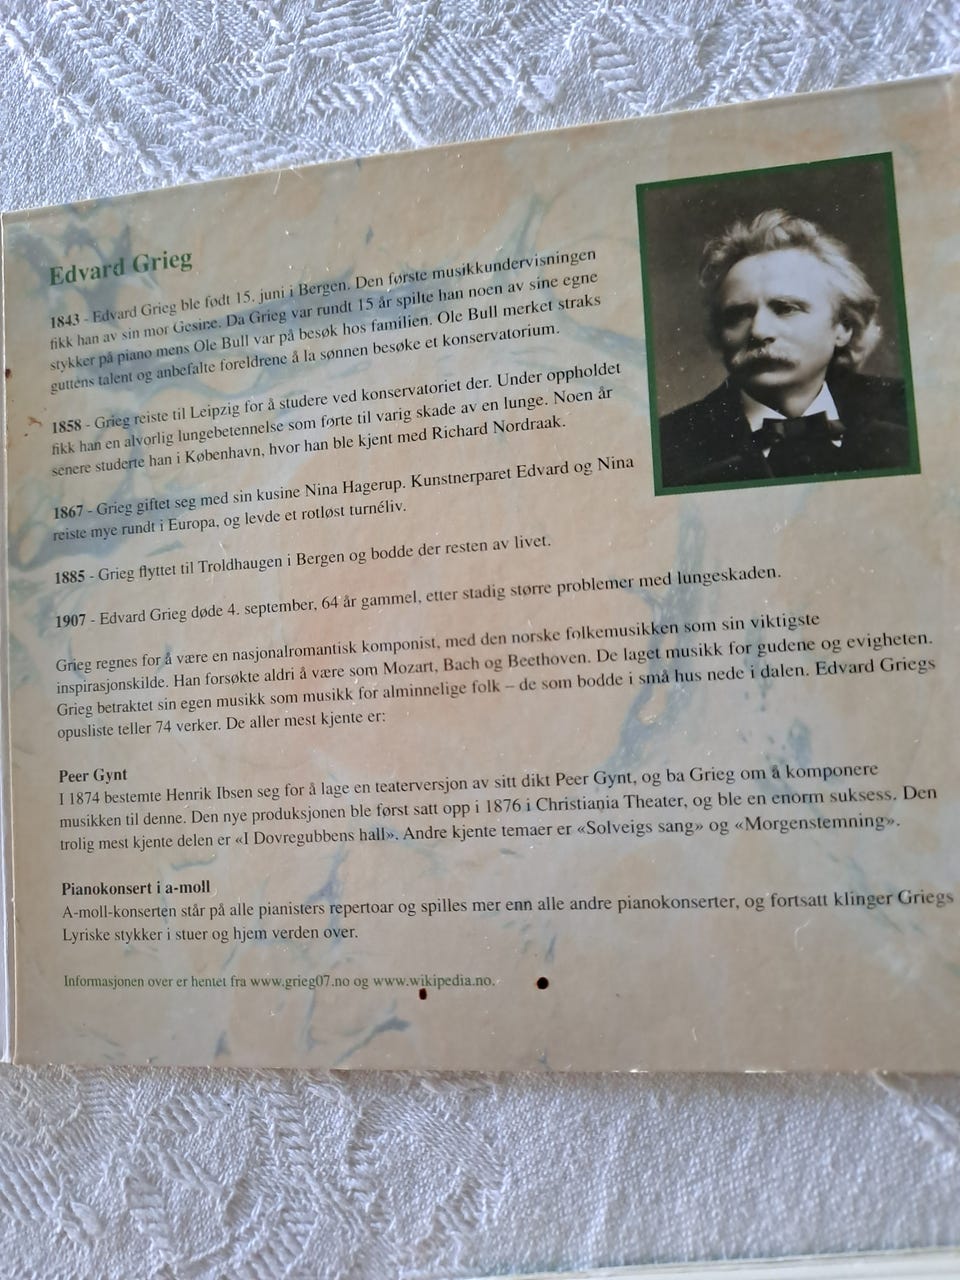 Edvard Grieg
1843 - Edvard Grieg ble født 15. juni i Bergen. Den første musikkundervisningen
fikk han av sin mor Gesine. Da Grieg var rundt 15 år spilte han noen av sine egne
stykker på piano mens Ole Bull var på besøk hos familien. Ole Bull merket straks
guttens talent og anbefalte foreldrene å la sønnen besøke et konservatorium.
1858 - Grieg reiste til Leipzig for å studere ved konservatoriet der. Under oppholdet
fikk han en alvorlig lungebetennelse som førte til varig skade av en lunge. Noen år
senere studerte han i København, hvor han ble kjent med Richard Nordraak.
1867 - Grieg giftet seg med sin kusine Nina Hagerup. Kunstnerparet Edvard og Nina
reiste mye rundt i Europa, og levde et rotløst turnéliv.
1885 - Grieg flyttet til Troldhaugen i Bergen og bodde der resten av livet.
1907 - Edvard Grieg døde 4. september, 64 år gammel, etter stadig større problemer med lungeskaden.
Grieg regnes for å være en nasjonalromantisk komponist, med den norske folkemusikken som sin viktigste
inspirasjonskilde. Han forsøkte aldri å være som Mozart, Bach og Beethoven. De laget musikk for gudene og evigheten.
Grieg betraktet sin egen musikk som musikk for alminnelige folk – de som bodde i små hus nede i dalen. Edvard Griegs
opusliste teller 74 verker. De aller mest kjente er:
Peer Gynt
I 1874 bestemte Henrik Ibsen seg for å lage en teaterversjon av sitt dikt Peer Gynt, og ba Grieg om å komponere
musikken til denne. Den nye produksjonen ble først satt opp i 1876 i Christiania Theater, og ble en enorm suksess. Den
trolig mest kjente delen er «I Dovregubbens hall». Andre kjente temaer er «Solveigs sang» og «Morgenstemning».
Pianokonsert i a-moll
A-moll-konserten står på alle pianisters repertoar og spilles mer enn alle andre pianokonserter, og fortsatt klinger Griegs
Lyriske stykker i stuer og hjem verden over.
Informasjonen over er hentet fra www.grieg07.no og www.wikipedia.no.